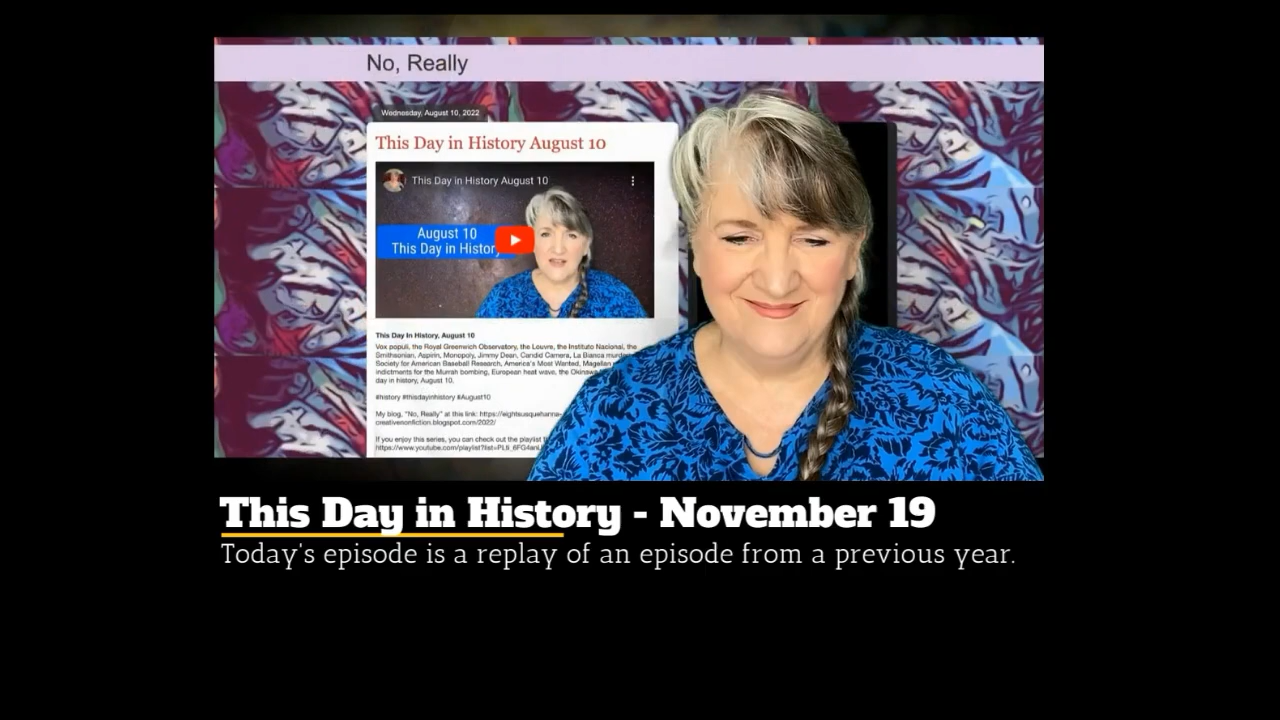 No, Really
Wednesday, August 10, 2022
This Day in History August 10
This Day in History August 10
August 10
This Day in History
This Day In History, August 10
Vox populi, the Royal Greenwich Observatory, the Louvre, the Instituto Nacional, the
Smithsonian, Aspirin, Monopoly, Jimmy Dean, Candid Camera, La Bianca murders
Society for American Baseball Research, America's Most Wanted, Magellan
indictments for the Murrah bombing, European heat wave, the Okinawa
day in history, August 10.
#history #thisdayinhistory #August10
My blog, "No, Really" at this link: https://eightsusquehanna-
creativenonfiction.blogspot.com/2022/
If you enjoy this series, you can check out the playlist
This Day in History - November 19
Today's episode is a replay of an episode from a previous year.